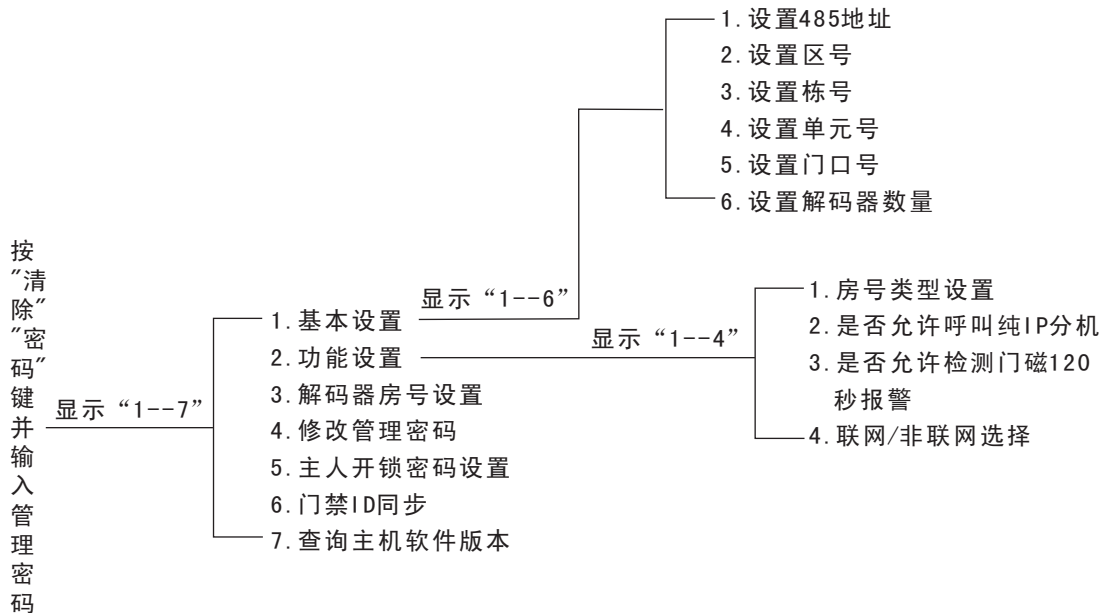 按
"清
除"
"密
码"
键
并
输
入
管
理
密
码
显示“1--7”
1.基本设置
2.功能设置
3.解码器房号设置
4.修改管理密码
5.主人开锁密码设置
6.门禁ID同步
7.查询主机软件版本
显示“1--6”
1.设置485地址
2.设置区号
3.设置栋号
4.设置单元号
5.设置门口号
6.设置解码器数量
显示“1--4”
1.房号类型设置
2.是否允许呼叫纯IP分机
3.是否允许检测门磁120
秒报警
4.联网/非联网选择